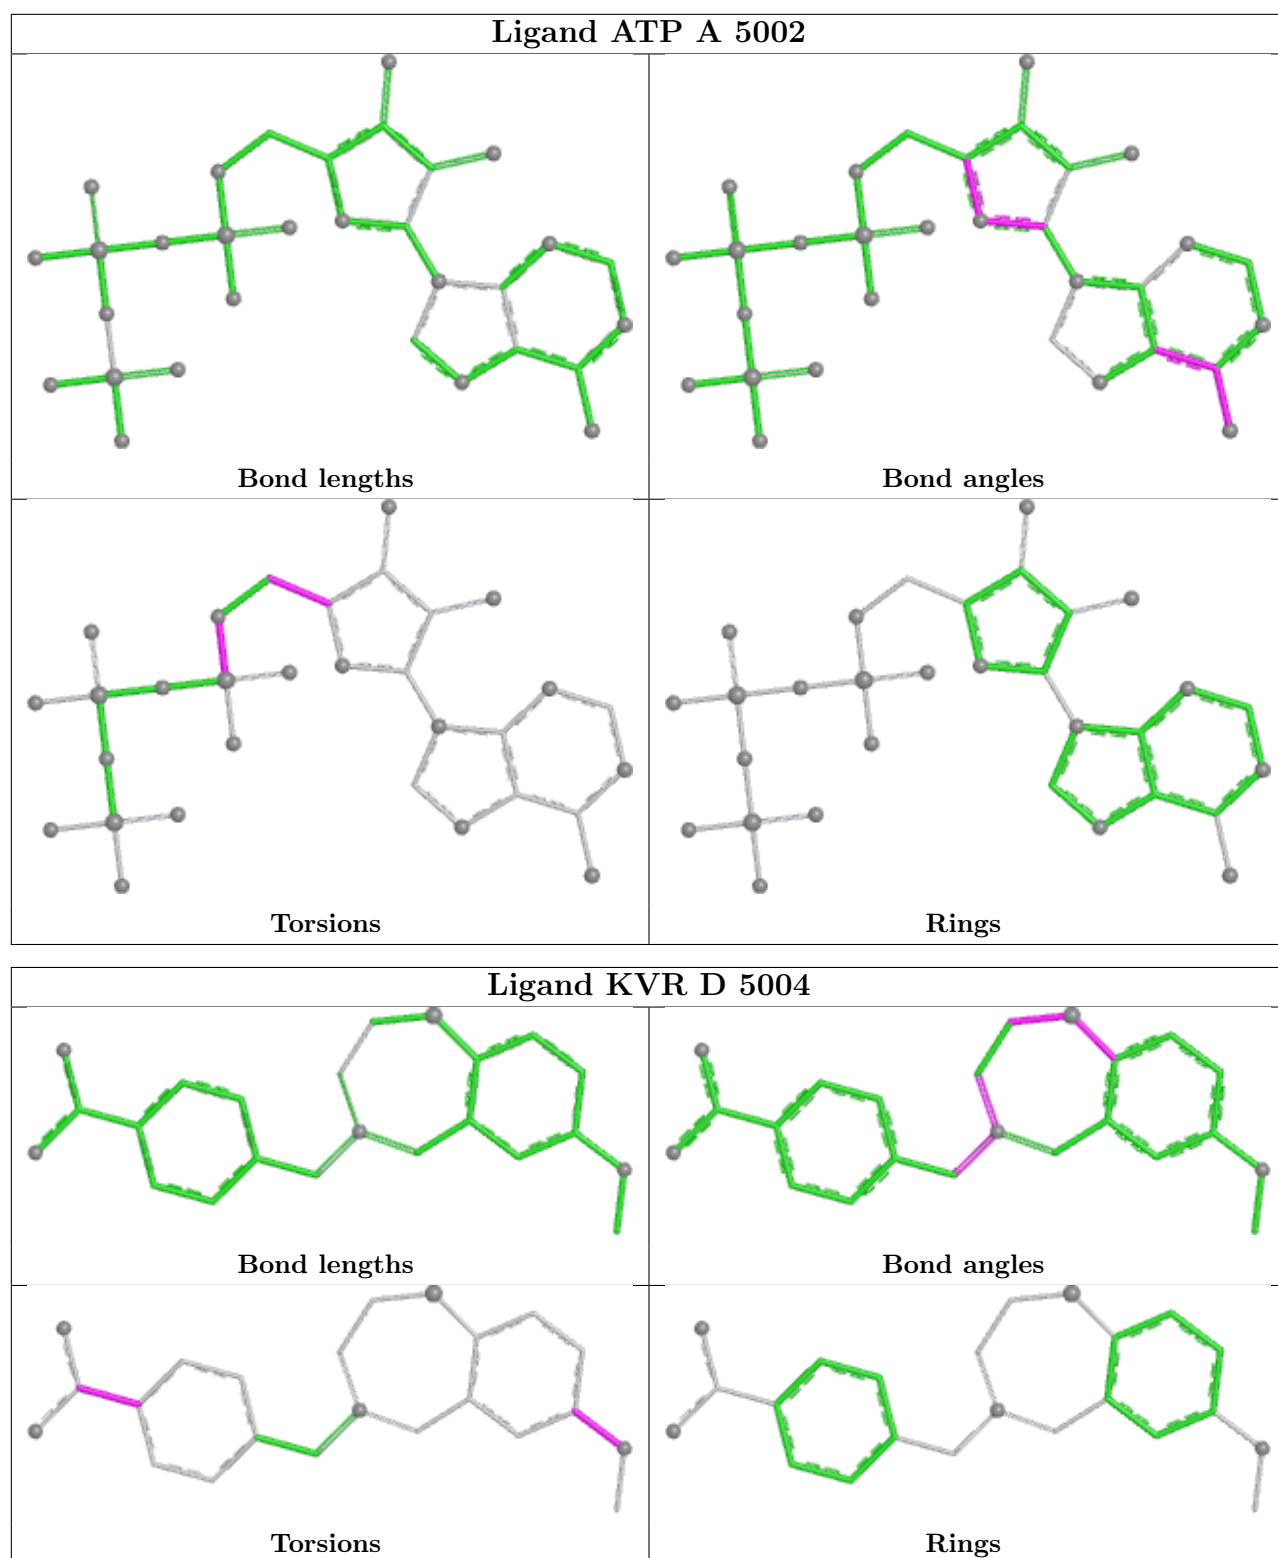 Ligand ATP A 5002
Bond lengths
Bond angles
Torsions
Rings
Ligand KVR D 5004
Bond lengths
Bond angles
Torsions
Rings